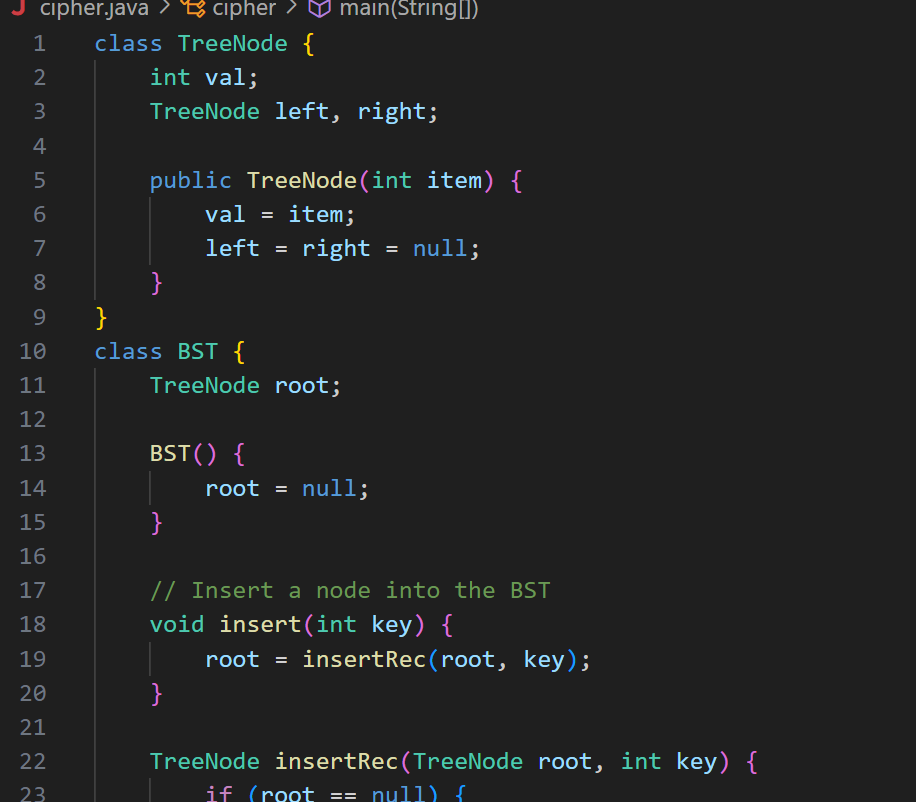 cipher.java > cipher > main(String[])
1 class TreeNode {
2     int val;
3     TreeNode left, right;
4
5     public TreeNode(int item) {
6         val = item;
7         left = right = null;
8     }
9 }
10 class BST {
11     TreeNode root;
12
13     BST() {
14         root = null;
15     }
16
17     // Insert a node into the BST
18     void insert(int key) {
19         root = insertRec(root, key);
20     }
21
22     TreeNode insertRec(TreeNode root, int key) {
23         if (root == null) {